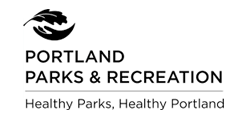 PORTLAND
PARKS & RECREATION
Healthy Parks, Healthy Portland